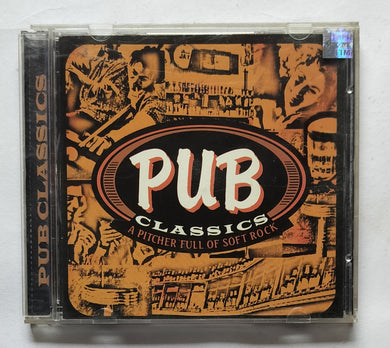 PUB CLASSICS
PUB
CLASSICS
A PITCHER FULL OF SOFT ROCK